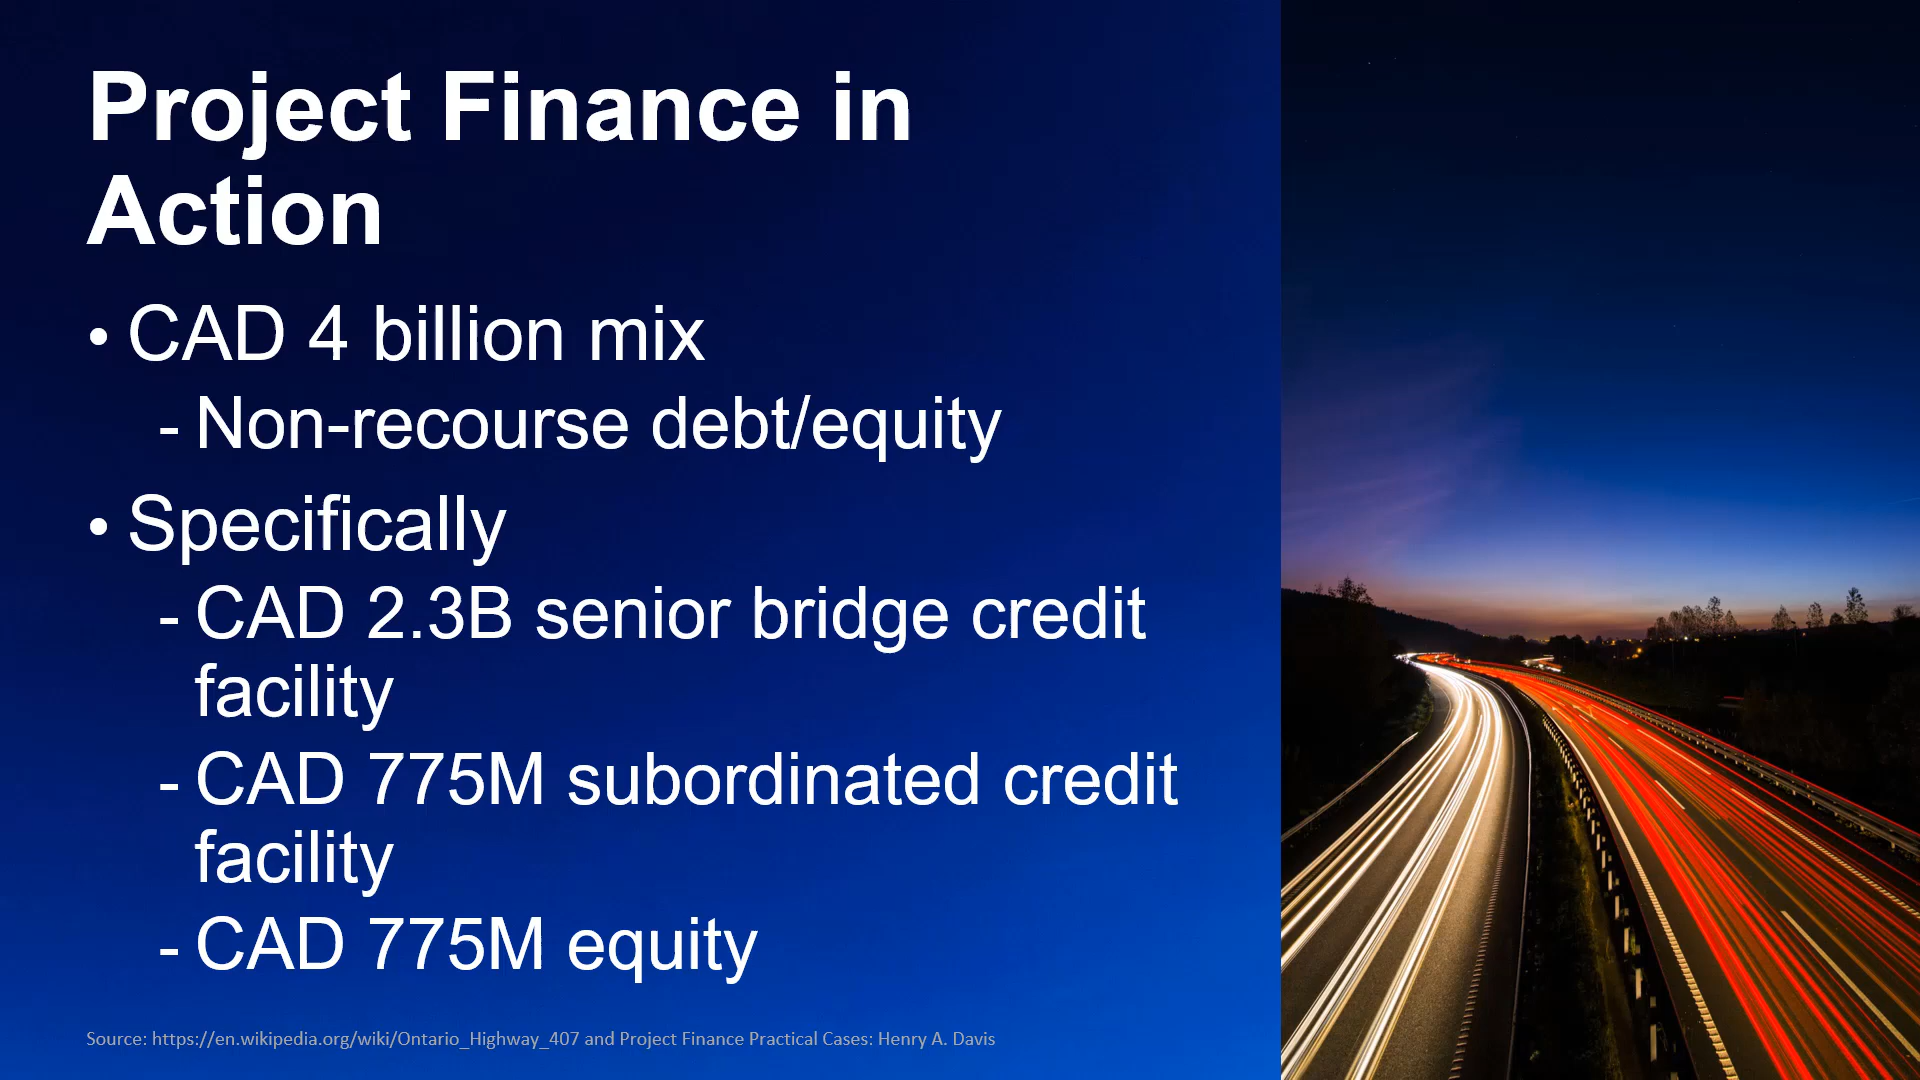 Project Finance in
Action
• CAD 4 billion mix
- Non-recourse debt/equity
• Specifically
- CAD 2.3B senior bridge credit
facility
- CAD 775M subordinated credit
facility
- CAD 775M equity
Source: https://en.wikipedia.org/wiki/Ontario_Highway_407 and Project Finance Practical Cases: Henry A. Davis